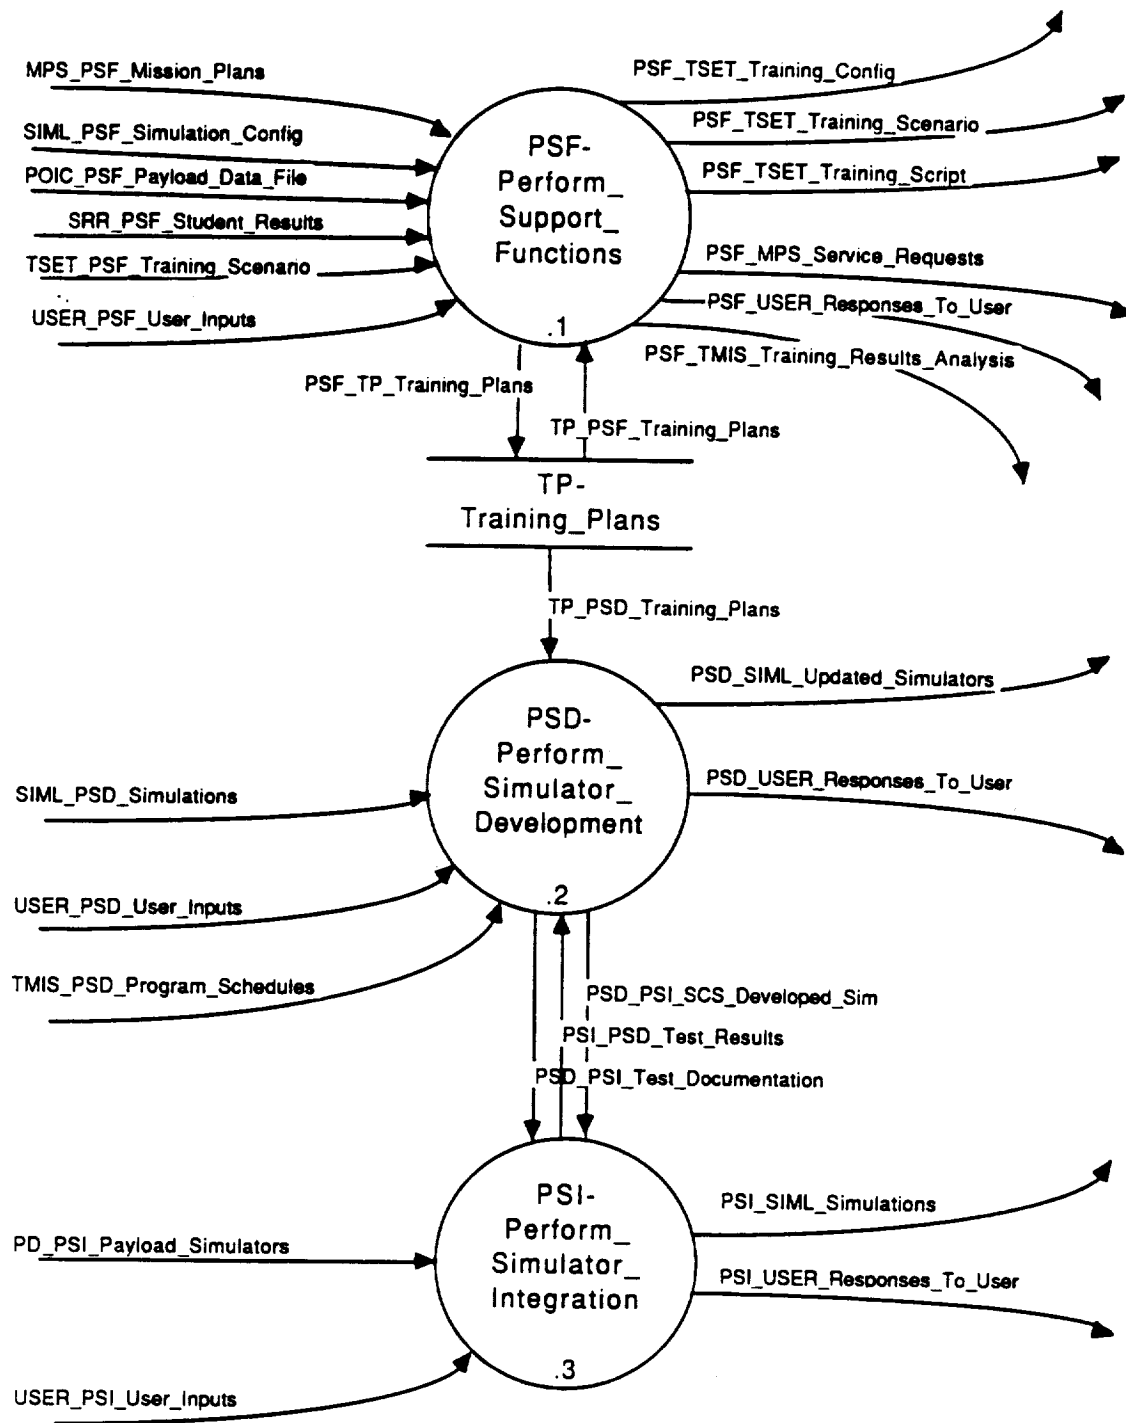 MPS_PSF_Mission_Plans
PSF_TSET_Training_Config
SIML_PSF_Simulation_Config
PSF_TSET_Training_Scenario
POIC_PSF_Payload_Data_File
PSF_TSET_Training_Script
SRR_PSF_Student_Results
TSET_PSF_Training_Scenario
USER_PSF_User_Inputs
PSF-
Perform_
Support_
Functions
.1
PSF_MPS_Service_Requests
PSF_USER_Responses_To_User
PSF_TMIS_Training_Results_Analysis
PSF_TP_Training_Plans
TP_PSF_Training_Plans
TP-
Training_Plans
TP_PSD_Training_Plans
PSD_SIML_Updated_Simulators
PSD-
Perform_
Simulator_
Development
.2
PSD_USER_Responses_To_User
SIML_PSD_Simulations
USER_PSD_User_Inputs
TMIS_PSD_Program_Schedules
PSD_PSI_SCS_Developed_Sim
PSI_PSD_Test_Results
PSD_PSI_Test_Documentation
PSI-
Perform_
Simulator_
Integration
.3
PSI_SIML_Simulations
PD_PSI_Payload_Simulators
PSI_USER_Responses_To_User
USER_PSI_User_Inputs